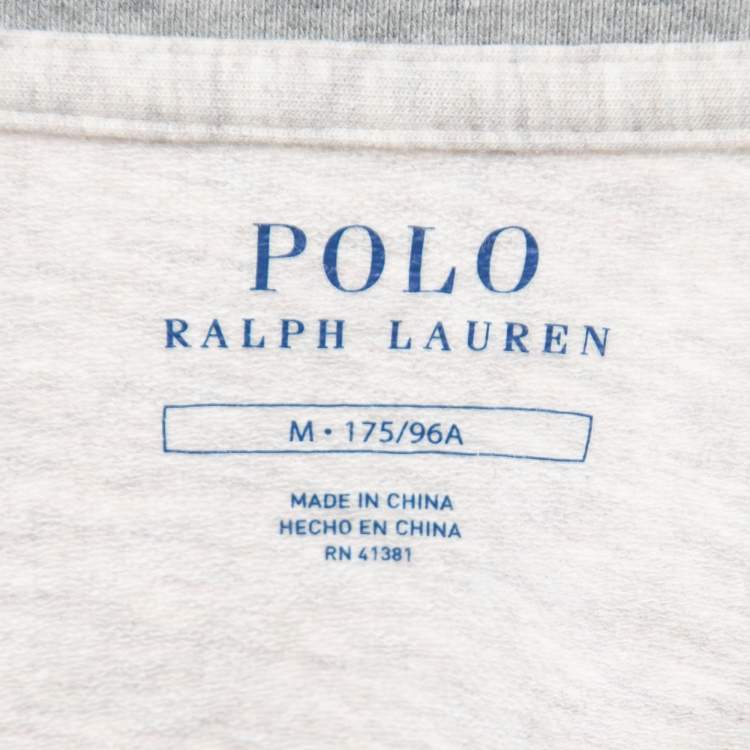 POLO
RALPH LAUREN
M • 175/96A
MADE IN CHINA
HECHO EN CHINA
RN 41381